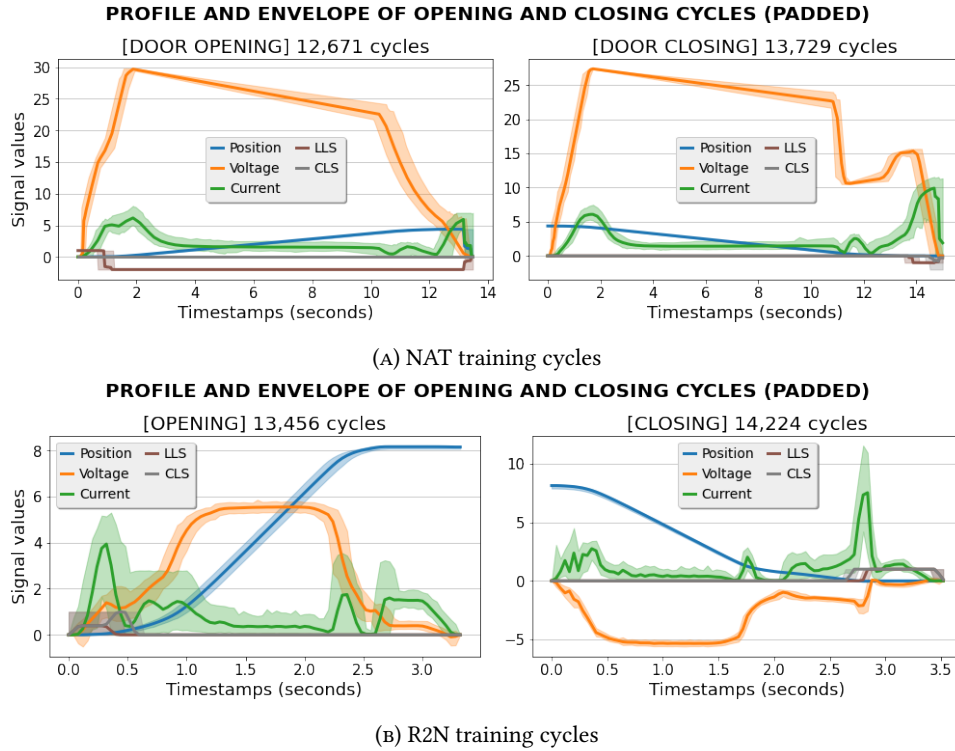 PROFILE AND ENVELOPE OF OPENING AND CLOSING CYCLES (PADDED)
[DOOR OPENING] 12,671 cycles
Signal values
30
25
20
15
10
5
0
Position
Voltage
Current
LLS
CLS
0 2 4 6 8 10 12 14
Timestamps (seconds)
[DOOR CLOSING] 13,729 cycles
25
20
15
10
5
0
Position
Voltage
Current
LLS
CLS
0 2 4 6 8 10 12 14
Timestamps (seconds)
(A) NAT training cycles
PROFILE AND ENVELOPE OF OPENING AND CLOSING CYCLES (PADDED)
[OPENING] 13,456 cycles
Signal values
8
6
4
2
0
Position
Voltage
Current
LLS
CLS
0.0 0.5 1.0 1.5 2.0 2.5 3.0
Timestamps (seconds)
[CLOSING] 14,224 cycles
10
5
0
−5
Position
Voltage
Current
LLS
CLS
0.0 0.5 1.0 1.5 2.0 2.5 3.0 3.5
Timestamps (seconds)
(B) R2N training cycles